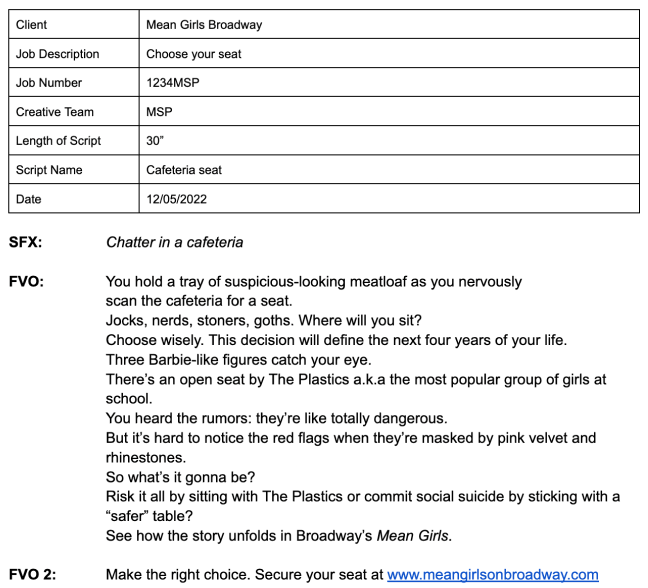 Client Mean Girls Broadway
Job Description Choose your seat
Job Number 1234MSP
Creative Team MSP
Length of Script 30”
Script Name Cafeteria seat
Date 12/05/2022
SFX: Chatter in a cafeteria
FVO: You hold a tray of suspicious-looking meatloaf as you nervously
scan the cafeteria for a seat.
Jocks, nerds, stoners, goths. Where will you sit?
Choose wisely. This decision will define the next four years of your life.
Three Barbie-like figures catch your eye.
There’s an open seat by The Plastics a.k.a the most popular group of girls at
school.
You heard the rumors: they’re like totally dangerous.
But it’s hard to notice the red flags when they’re masked by pink velvet and
rhinestones.
So what’s it gonna be?
Risk it all by sitting with The Plastics or commit social suicide by sticking with a
“safer” table?
See how the story unfolds in Broadway’s Mean Girls.
FVO 2: Make the right choice. Secure your seat at www.meangirlsonbroadway.com